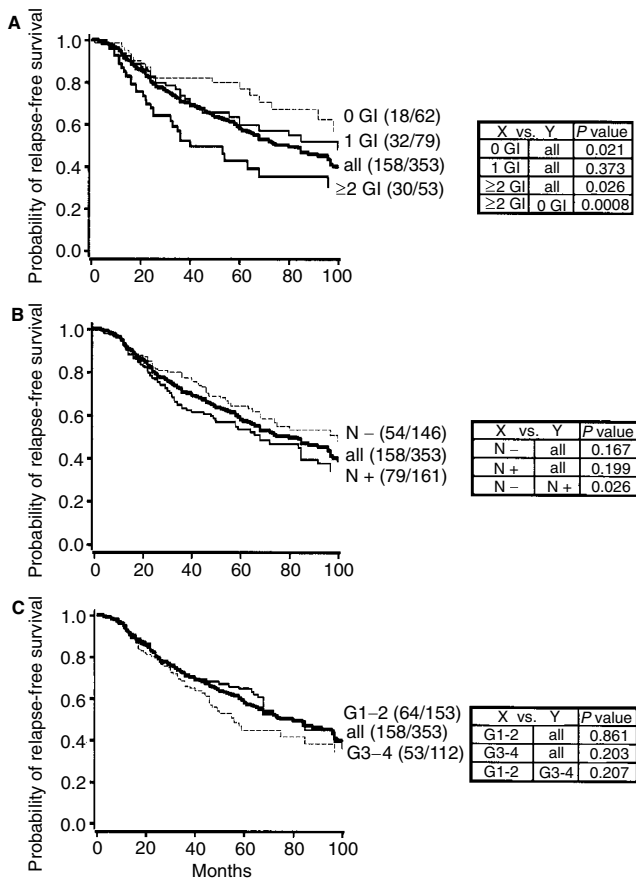 A
Probability of relapse-free survival
1.0
0.8
0.6
0.4
0.2
0.0
0 20 40 60 80 100
0 GI (18/62)
1 GI (32/79)
all (158/353)
≥2 GI (30/53)
X vs. Y P value
0 GI all 0.021
1 GI all 0.373
≥2 GI all 0.026
≥2 GI 0 GI 0.0008
B
Probability of relapse-free survival
1.0
0.8
0.6
0.4
0.2
0.0
0 20 40 60 80 100
N – (54/146)
all (158/353)
N + (79/161)
X vs. Y P value
N – all 0.167
N + all 0.199
N – N + 0.026
C
Probability of relapse-free survival
1.0
0.8
0.6
0.4
0.2
0.0
0 20 40 60 80 100
Months
G1–2 (64/153)
all (158/353)
G3–4 (53/112)
X vs. Y P value
G1-2 all 0.861
G3-4 all 0.203
G1-2 G3-4 0.207